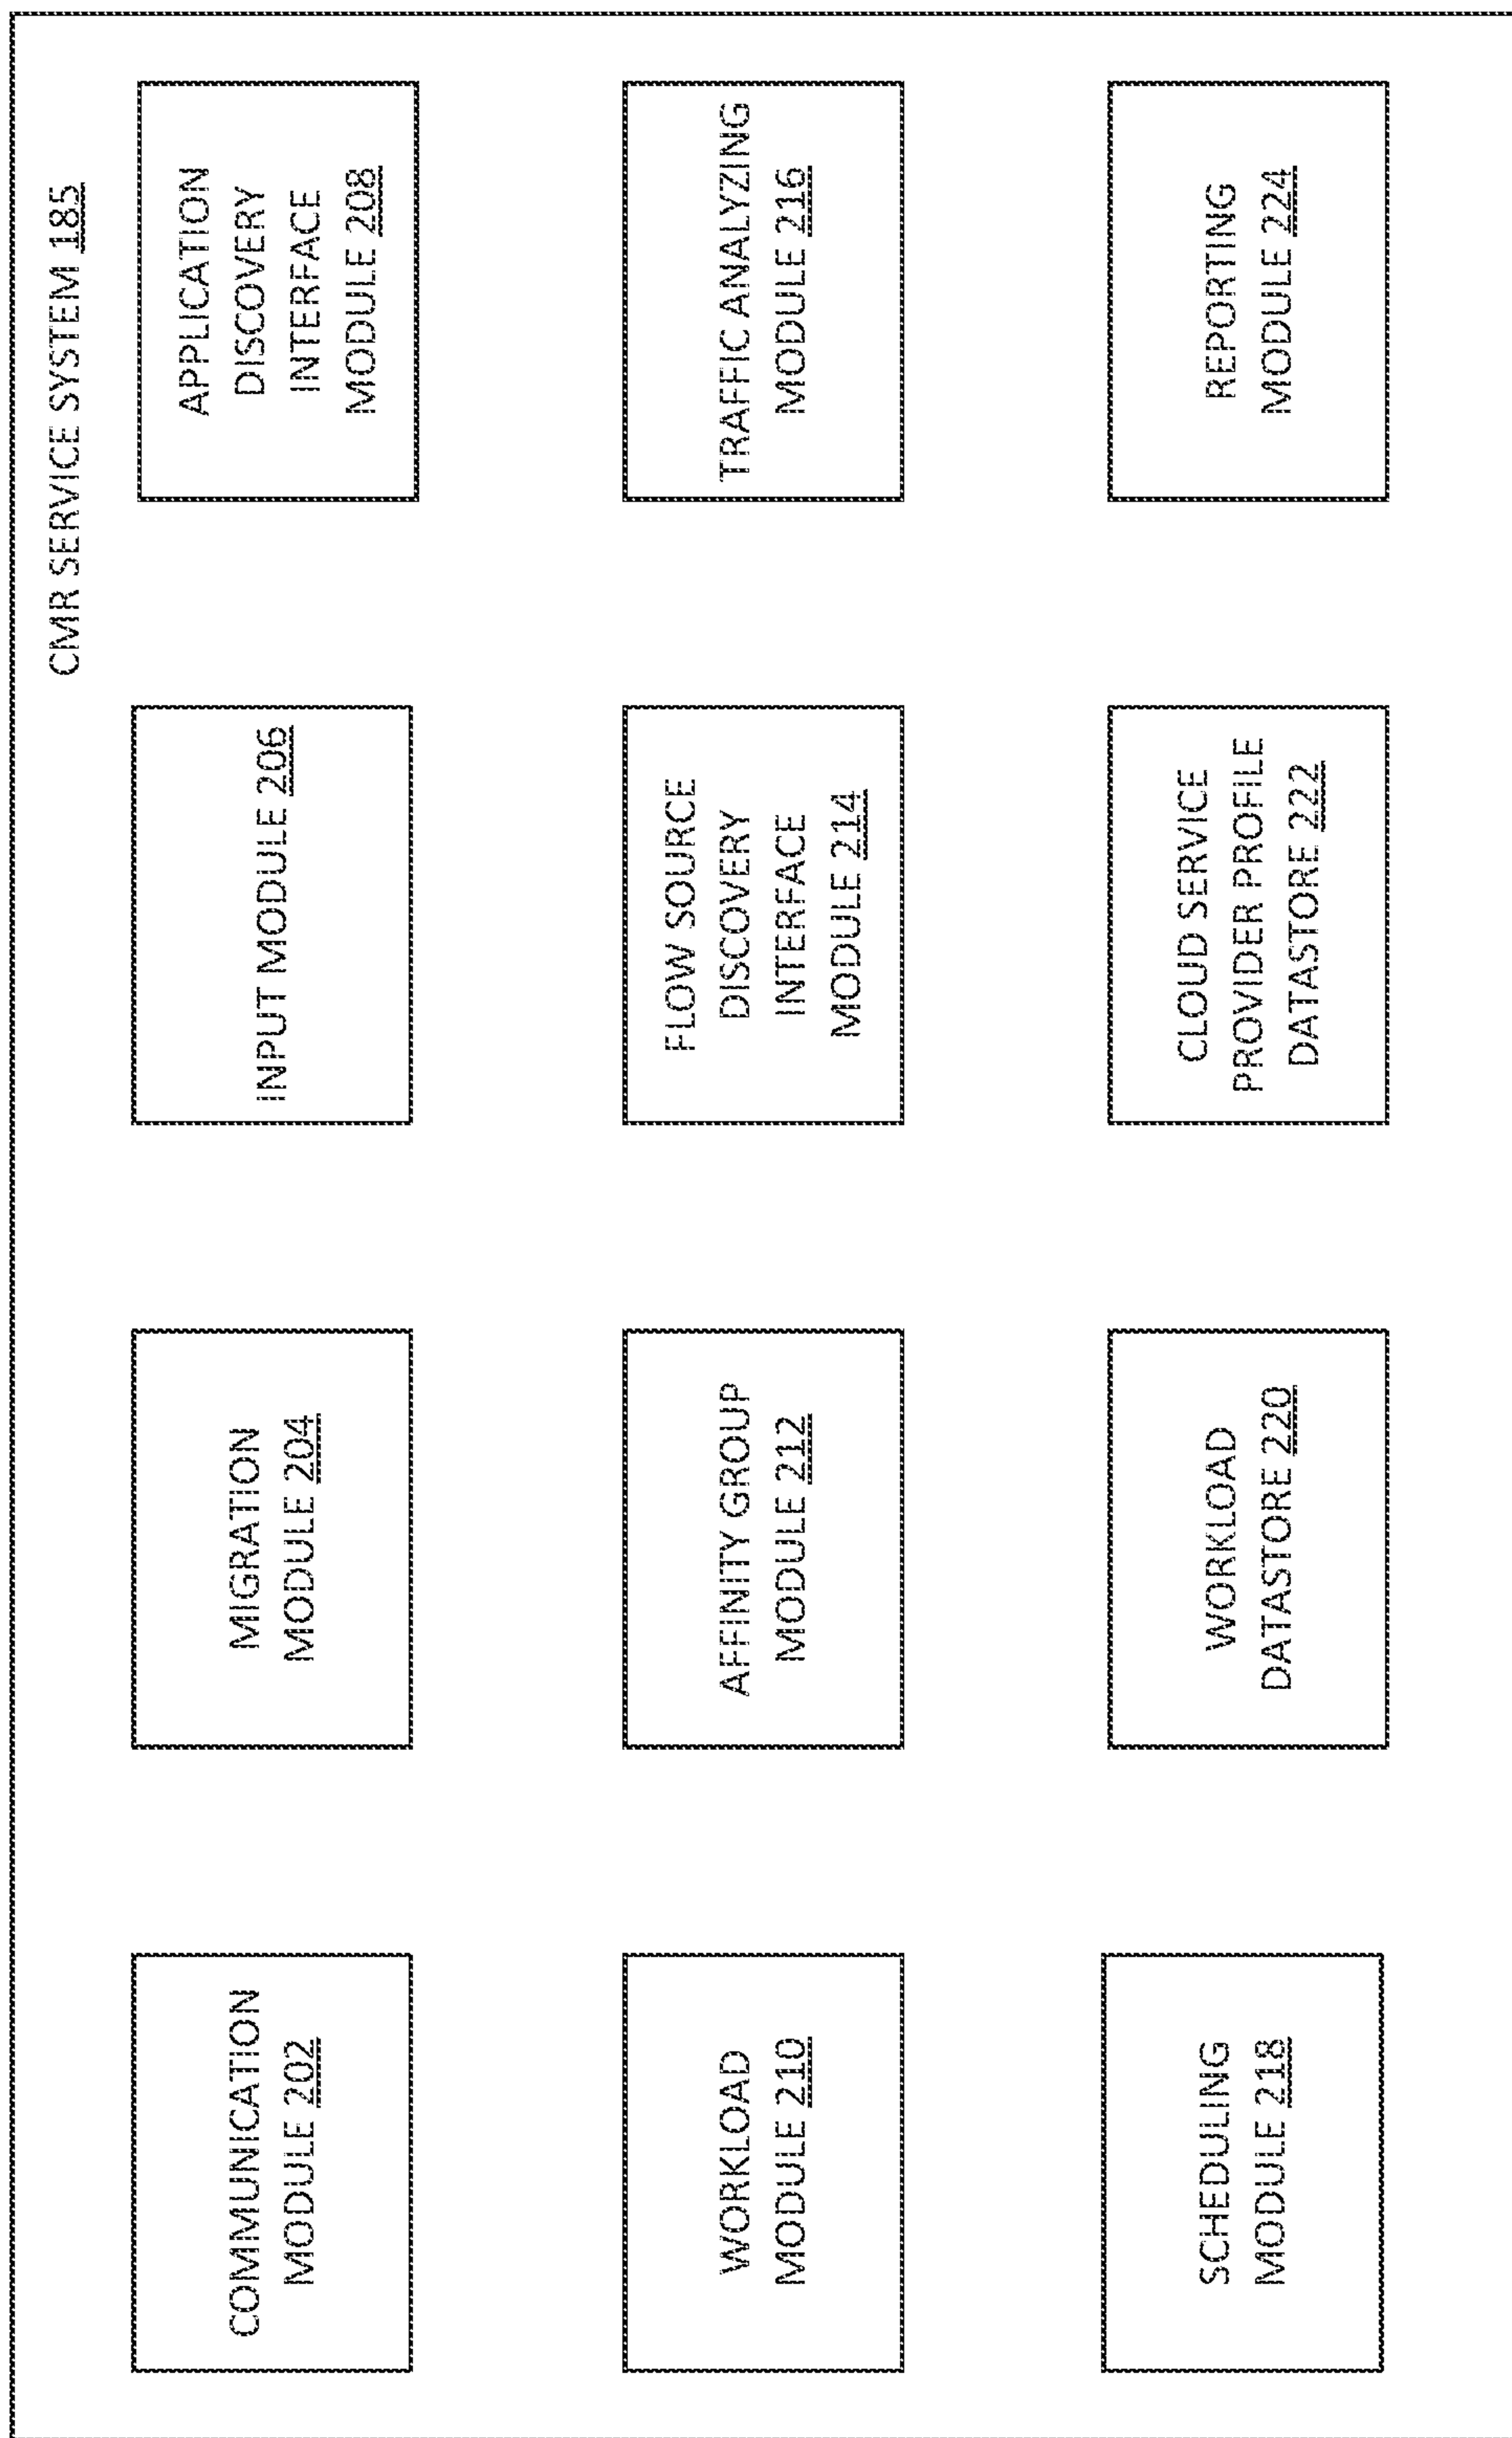 CMR SERVICE SYSTEM 185
COMMUNICATION
MODULE 202
MIGRATION
MODULE 204
INPUT MODULE 206
APPLICATION
DISCOVERY
INTERFACE
MODULE 208
WORKLOAD
MODULE 210
AFFINITY GROUP
MODULE 212
FLOW SOURCE
DISCOVERY
INTERFACE
MODULE 214
TRAFFIC ANALYZING
MODULE 216
SCHEDULING
MODULE 218
WORKLOAD
DATASTORE 220
CLOUD SERVICE
PROVIDER PROFILE
DATASTORE 222
REPORTING
MODULE 224